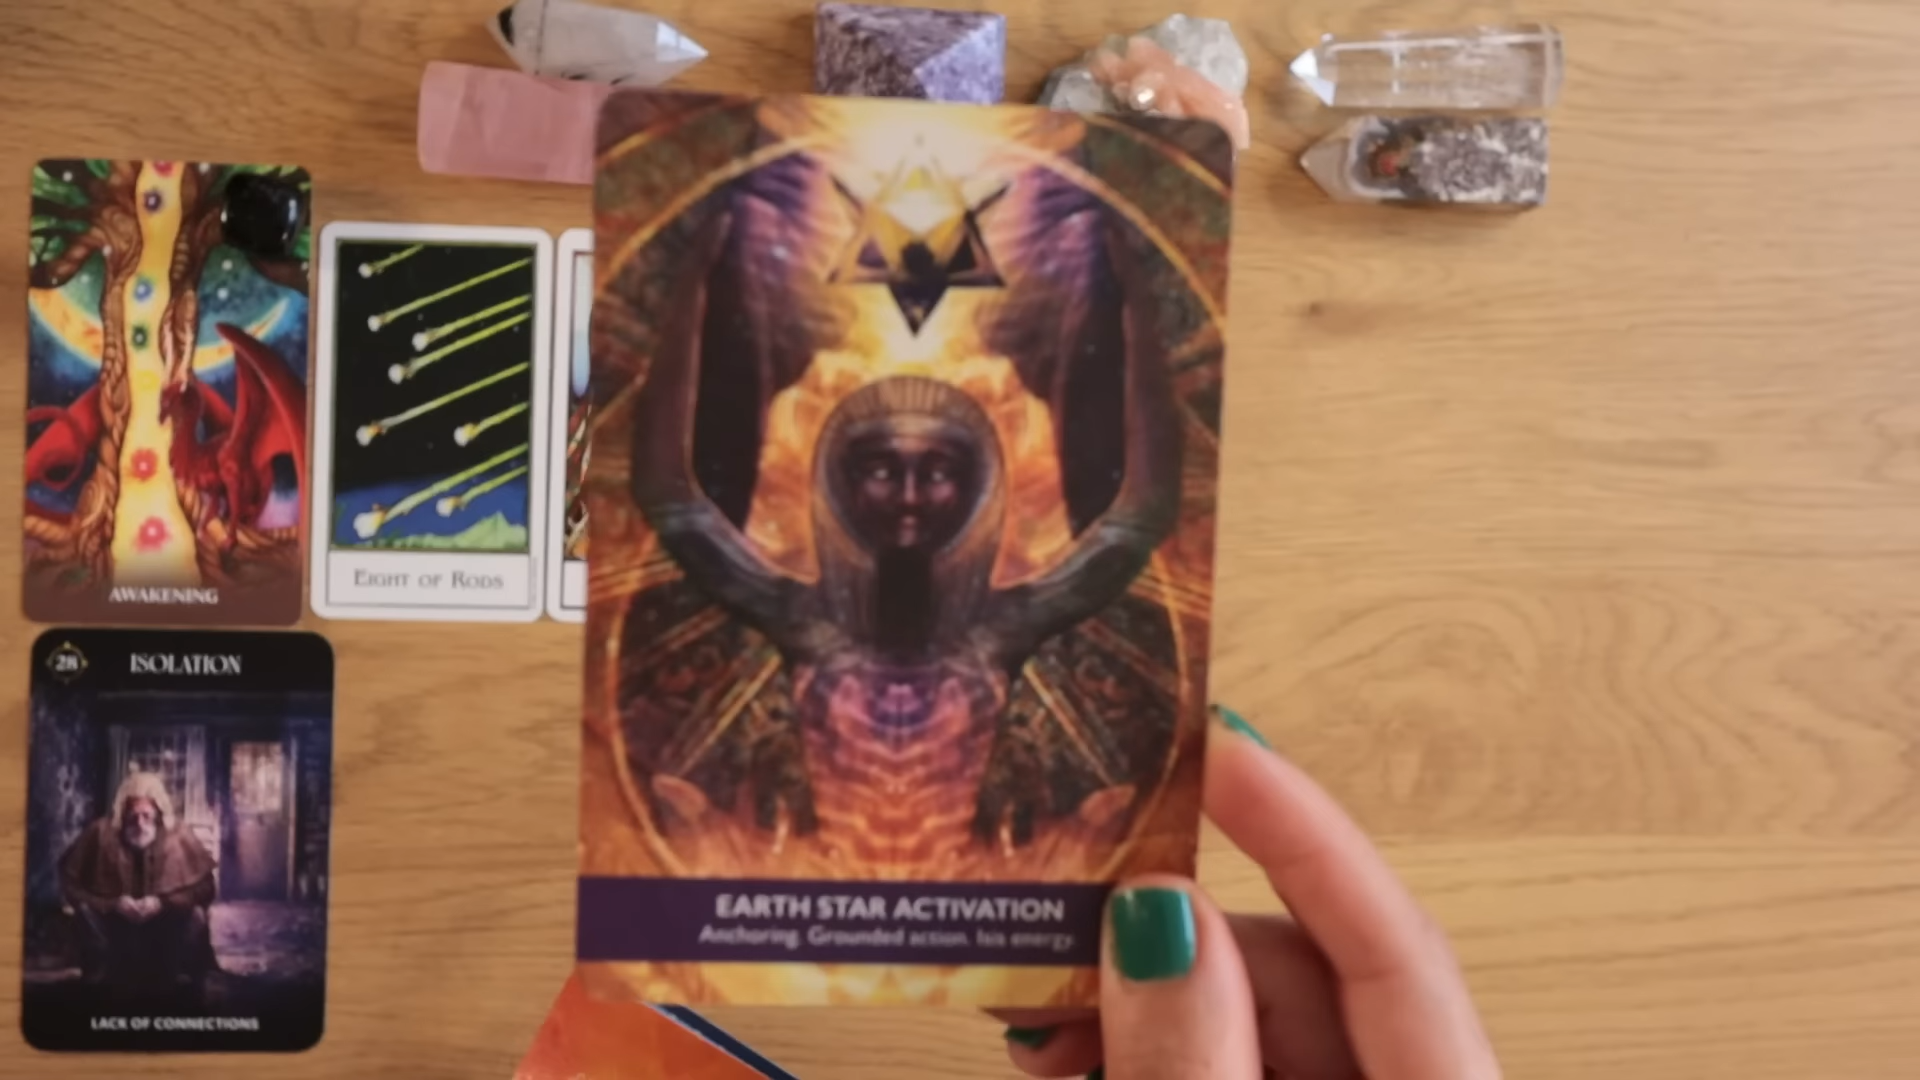 AWAKENING
EIGHT OF RODS
28
ISOLATION
LACK OF CONNECTIONS
EARTH STAR ACTIVATION
Anchoring. Grounded action. Isis energy.